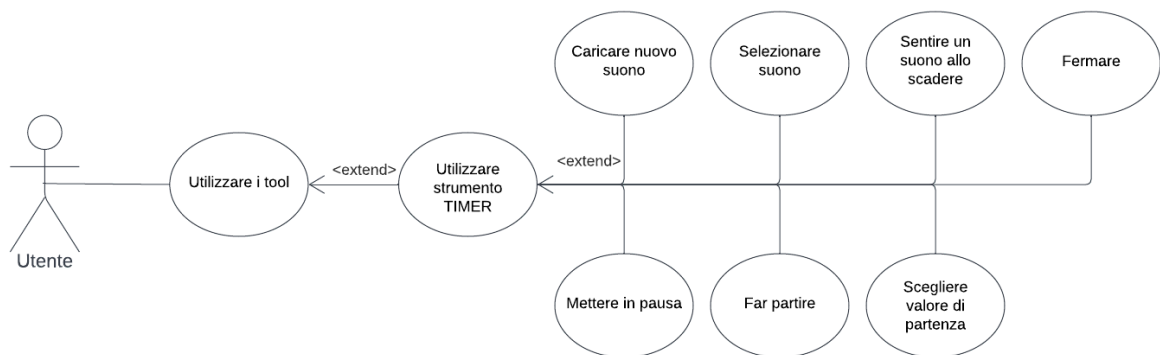 Caricare nuovo
suono
Selezionare
suono
Sentire un
suono allo
scadere
Fermare
Utente
Utilizzare i tool
<extend>
Utilizzare
strumento
TIMER
<extend>
Mettere in pausa
Far partire
Scegliere
valore di
partenza